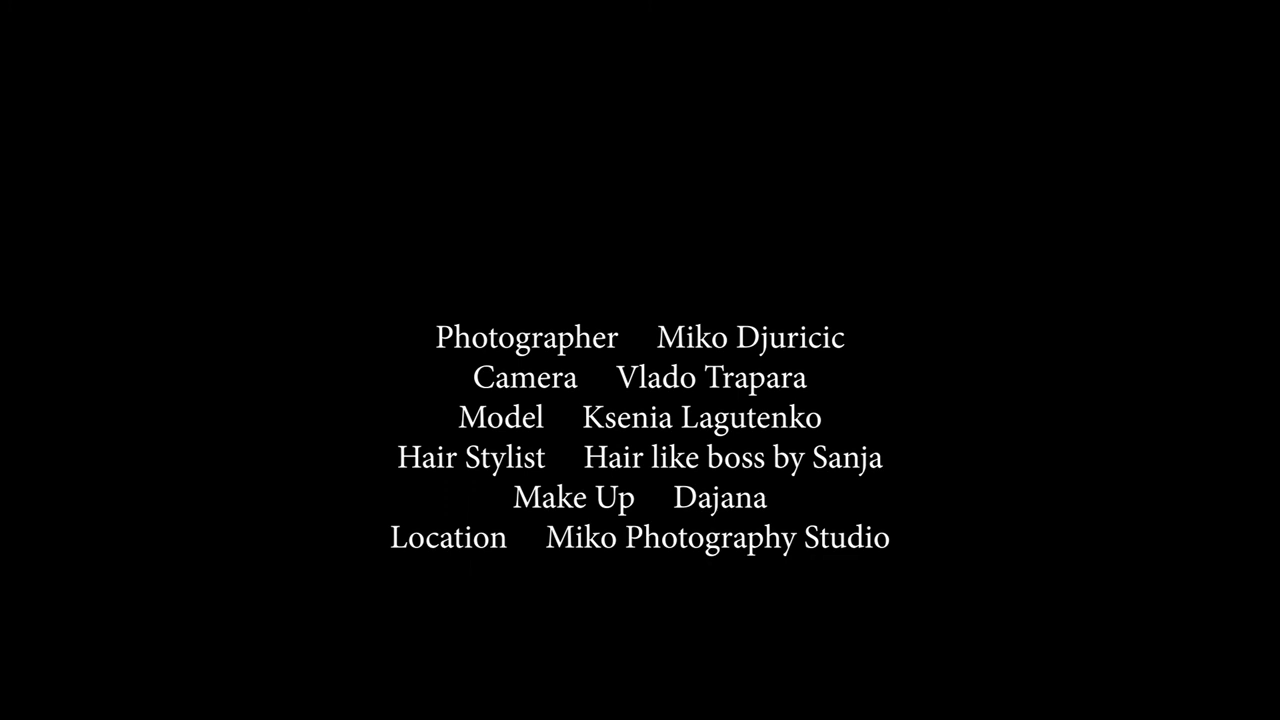 Photographer Miko Djuricic
Camera Vlado Trapara
Model Ksenia Lagutenko
Hair Stylist Hair like boss by Sanja
Make Up Dajana
Location Miko Photography Studio